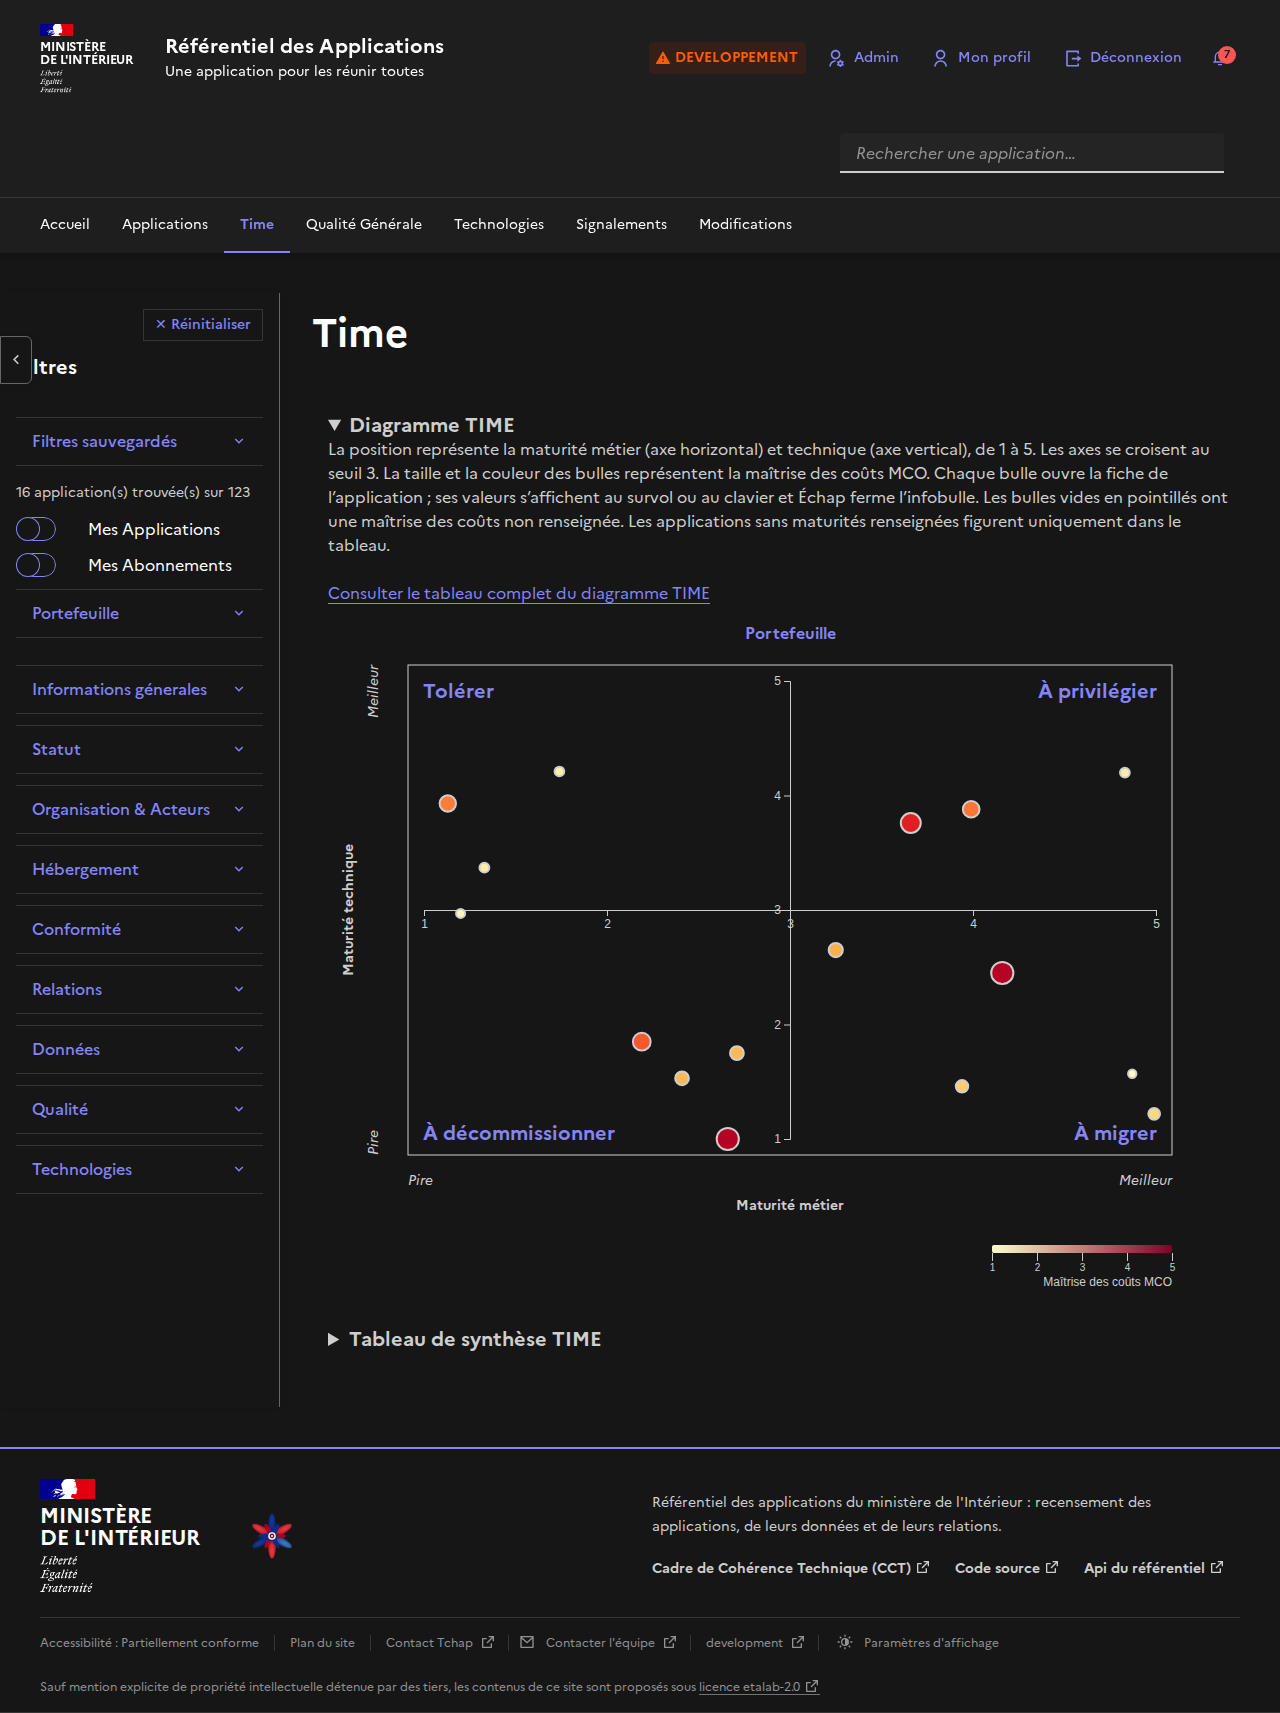 MINISTÈRE
DE L'INTÉRIEUR
Liberté
Égalité
Fraternité
Référentiel des Applications
Une application pour les réunir toutes
DEVELOPPEMENT
Admin
Mon profil
Déconnexion
7
Rechercher une application...
Accueil
Applications
Time
Qualité Générale
Technologies
Signalements
Modifications
Réinitialiser
ltres
Filtres sauvegardés
16 application(s) trouvée(s) sur 123
Mes Applications
Mes Abonnements
Portefeuille
Informations génerales
Statut
Organisation & Acteurs
Hébergement
Conformité
Relations
Données
Qualité
Technologies
Time
Diagramme TIME
La position représente la maturité métier (axe horizontal) et technique (axe vertical), de 1 à 5. Les axes se croisent au
seuil 3. La taille et la couleur des bulles représentent la maîtrise des coûts MCO. Chaque bulle ouvre la fiche de
l’application ; ses valeurs s’affichent au survol ou au clavier et Échap ferme l’infobulle. Les bulles vides en pointillés ont
une maîtrise des coûts non renseignée. Les applications sans maturités renseignées figurent uniquement dans le
tableau.
Consulter le tableau complet du diagramme TIME
Portefeuille
Meilleur
Maturité technique
Pire
Tolérer
À privilégier
À décommissionner
À migrer
5
4
3
2
1
1
2
3
4
5
Pire
Meilleur
Maturité métier
1
2
3
4
5
Maîtrise des coûts MCO
Tableau de synthèse TIME
MINISTÈRE
DE L'INTÉRIEUR
Liberté
Égalité
Fraternité
Référentiel des applications du ministère de l'Intérieur : recensement des
applications, de leurs données et de leurs relations.
Cadre de Cohérence Technique (CCT)
Code source
Api du référentiel
Accessibilité : Partiellement conforme
Plan du site
Contact Tchap
Contacter l'équipe
development
Paramètres d'affichage
Sauf mention explicite de propriété intellectuelle détenue par des tiers, les contenus de ce site sont proposés sous licence etalab-2.0